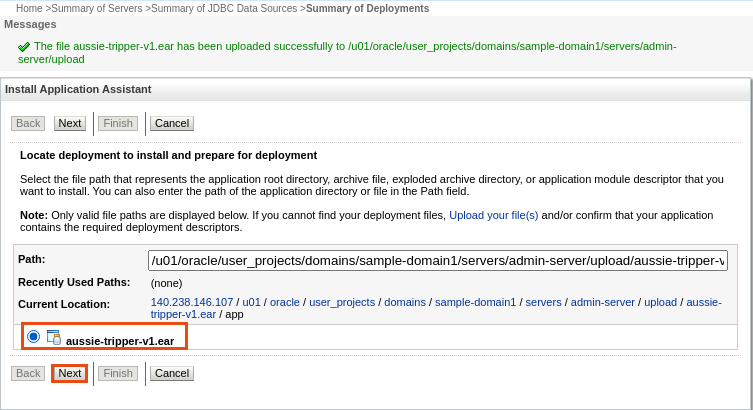 Home >Summary of Servers >Summary of JDBC Data Sources >Summary of Deployments
Messages
The file aussie-tripper-v1.ear has been uploaded successfully to /u01/oracle/user_projects/domains/sample-domain1/servers/admin-
server/upload
Install Application Assistant
Back Next Finish Cancel
Locate deployment to install and prepare for deployment
Select the file path that represents the application root directory, archive file, exploded archive directory, or application module descriptor that you
want to install. You can also enter the path of the application directory or file in the Path field.
Note: Only valid file paths are displayed below. If you cannot find your deployment files, Upload your file(s) and/or confirm that your application
contains the required deployment descriptors.
Path: /u01/oracle/user_projects/domains/sample-domain1/servers/admin-server/upload/aussie-tripper-v
Recently Used Paths: (none)
Current Location: 140.238.146.107 / u01 / oracle / user_projects / domains / sample-domain1 / servers / admin-server / upload / aussie-
tripper-v1.ear / app
aussie-tripper-v1.ear
Back Next Finish Cancel